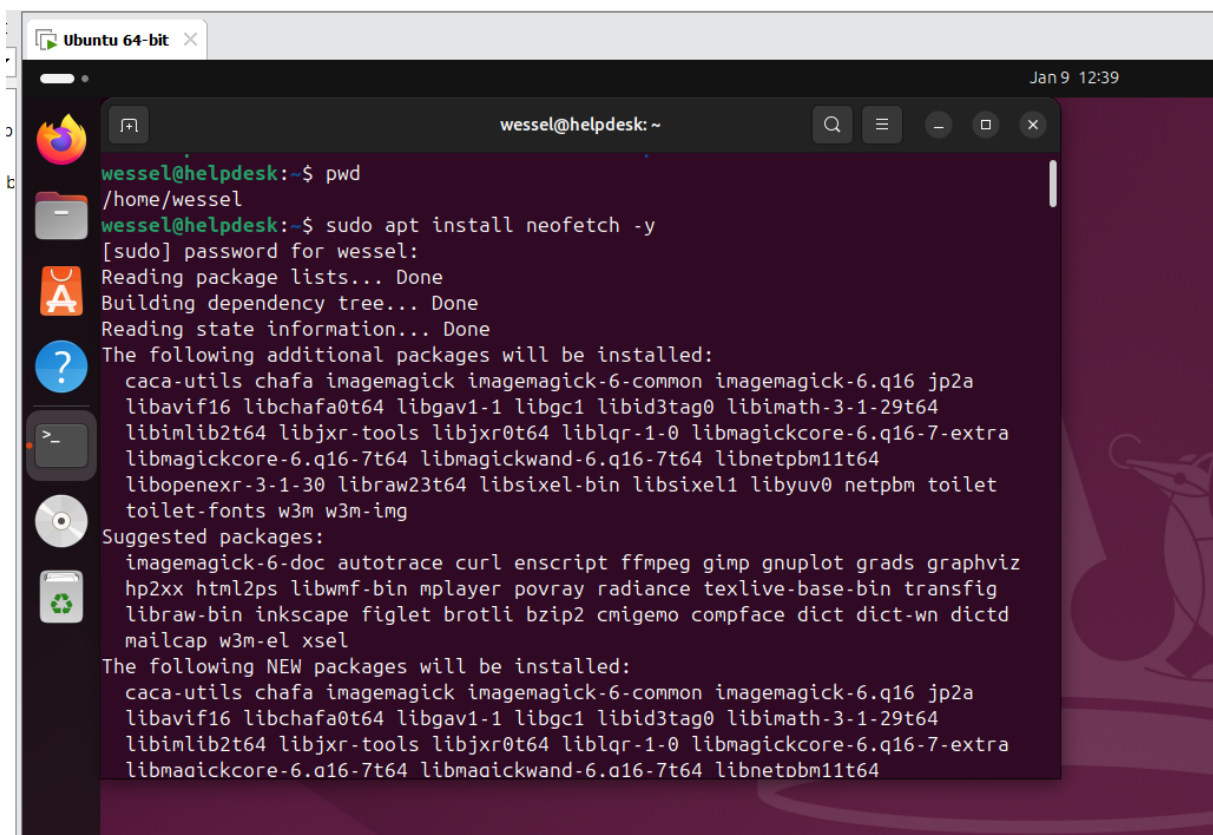 Ubuntu 64-bit
Jan 9 12:39
wessel@helpdesk: ~
wessel@helpdesk:~$ pwd
/home/wessel
wessel@helpdesk:~$ sudo apt install neofetch -y
[sudo] password for wessel:
Reading package lists... Done
Building dependency tree... Done
Reading state information... Done
The following additional packages will be installed:
caca-utils chafa imagemagick imagemagick-6-common imagemagick-6.q16 jp2a
libavif16 libchafa0t64 libgav1-1 libgc1 libid3tag0 libimath-3-1-29t64
libimlib2t64 libjxr-tools libjxr0t64 liblqr-1-0 libmagickcore-6.q16-7-extra
libmagickcore-6.q16-7t64 libmagickwand-6.q16-7t64 libnetpbm11t64
libopenexr-3-1-30 libraw23t64 libsixel-bin libsixel1 libyuv0 netpbm toilet
toilet-fonts w3m w3m-img
Suggested packages:
imagemagick-6-doc autotrace curl enscript ffmpeg gimp gnuplot grads graphviz
hp2xx html2ps libwmf-bin mplayer povray radiance texlive-base-bin transfig
libraw-bin inkscape figlet brotli bzip2 cmigemo compface dict dict-wn dictd
mailcap w3m-el xsel
The following NEW packages will be installed:
caca-utils chafa imagemagick imagemagick-6-common imagemagick-6.q16 jp2a
libavif16 libchafa0t64 libgav1-1 libgc1 libid3tag0 libimath-3-1-29t64
libimlib2t64 libjxr-tools libjxr0t64 liblqr-1-0 libmagickcore-6.q16-7-extra
libmagickcore-6.q16-7t64 libmagickwand-6.q16-7t64 libnetpbm11t64